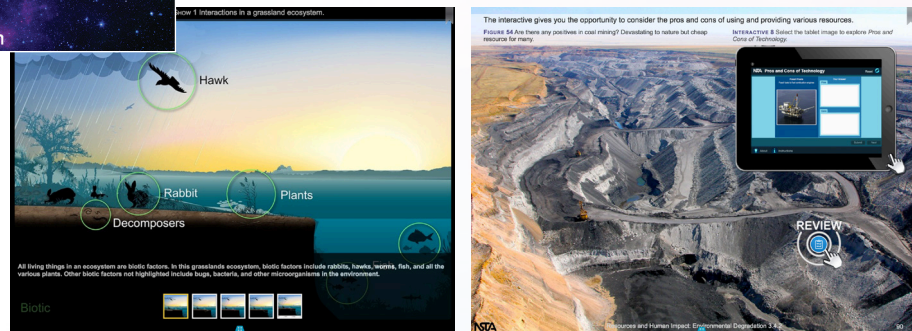 SHOW 1 Interactions in a grassland ecosystem.
n
Hawk
Rabbit
Plants
Decomposers
All living things in an ecosystem are biotic factors. In this grasslands ecosystem, biotic factors include rabbits, hawks, worms, fish, and all the
various plants. Other biotic factors not highlighted include bugs, bacteria, and other microorganisms in the environment.
Biotic
The interactive gives you the opportunity to consider the pros and cons of using and providing various resources.
FIGURE 54 Are there any positives in coal mining? Devastating to nature but cheap
resource for many.
INTERACTIVE 8 Select the tablet image to explore Pros and
Cons of Technology.
NSTA Pros and Cons of Technology
REVIEW
NSTA
Resources and Human Impact: Environmental Degradation 3.4.2
90